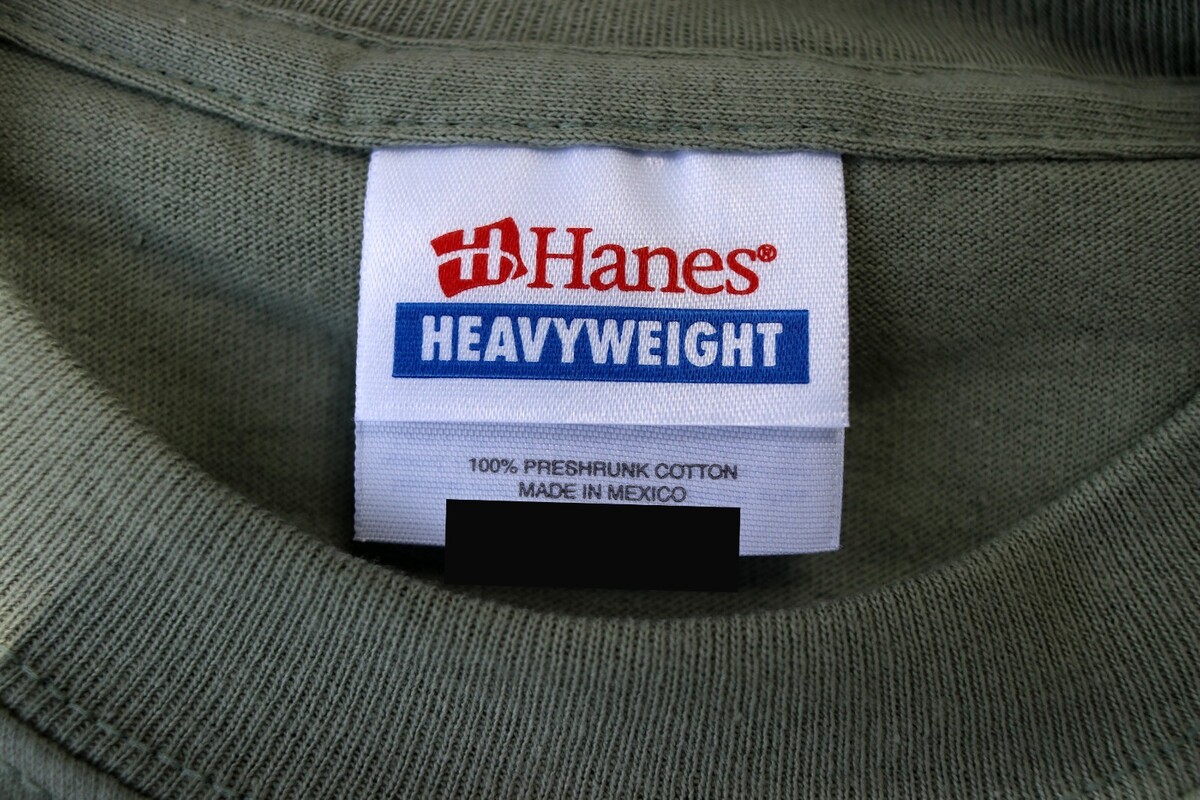 Hanes®
HEAVYWEIGHT
100% PRESHRUNK COTTON
MADE IN MEXICO